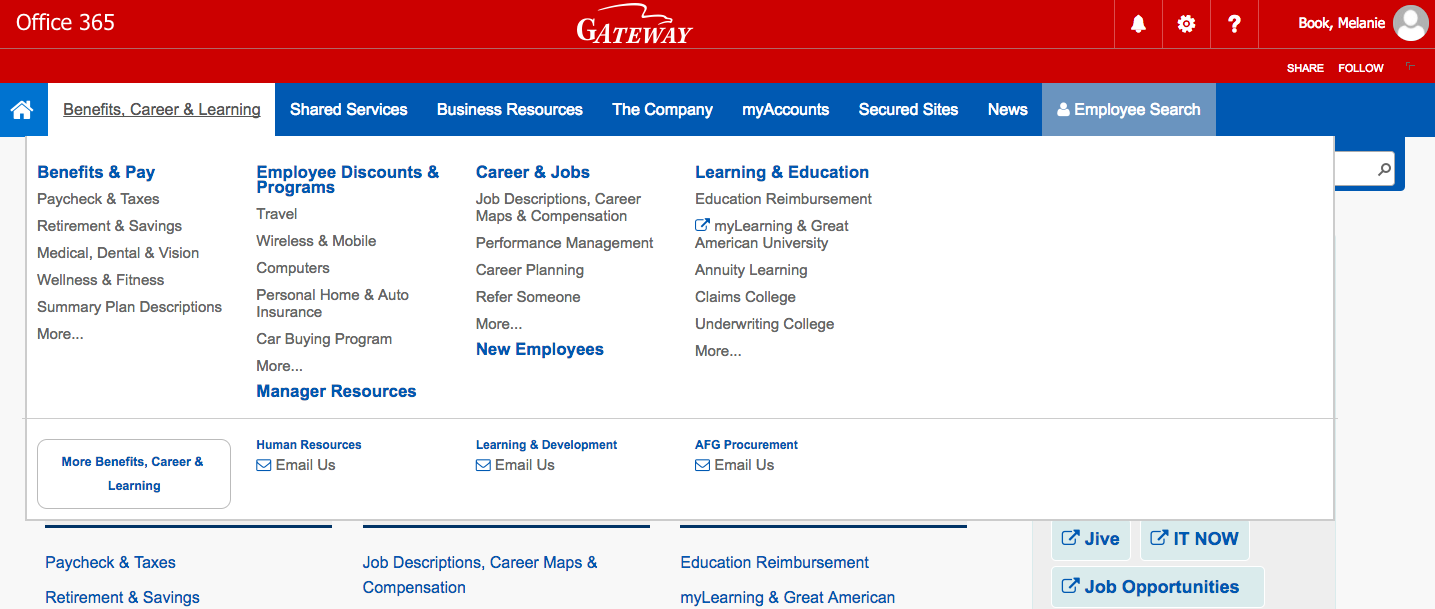 Office 365
GATEWAY
?
Book, Melanie
SHARE FOLLOW
Benefits, Career & Learning
Shared Services
Business Resources
The Company
myAccounts
Secured Sites
News
Employee Search
Benefits & Pay
Paycheck & Taxes
Retirement & Savings
Medical, Dental & Vision
Wellness & Fitness
Summary Plan Descriptions
More...
Employee Discounts &
Programs
Travel
Wireless & Mobile
Computers
Personal Home & Auto
Insurance
Car Buying Program
More...
Manager Resources
Career & Jobs
Job Descriptions, Career
Maps & Compensation
Performance Management
Career Planning
Refer Someone
More...
New Employees
Learning & Education
Education Reimbursement
myLearning & Great
American University
Annuity Learning
Claims College
Underwriting College
More...
More Benefits, Career &
Learning
Human Resources
Email Us
Learning & Development
Email Us
AFG Procurement
Email Us
Paycheck & Taxes
Retirement & Savings
Job Descriptions, Career Maps &
Compensation
Education Reimbursement
myLearning & Great American
Jive
IT NOW
Job Opportunities